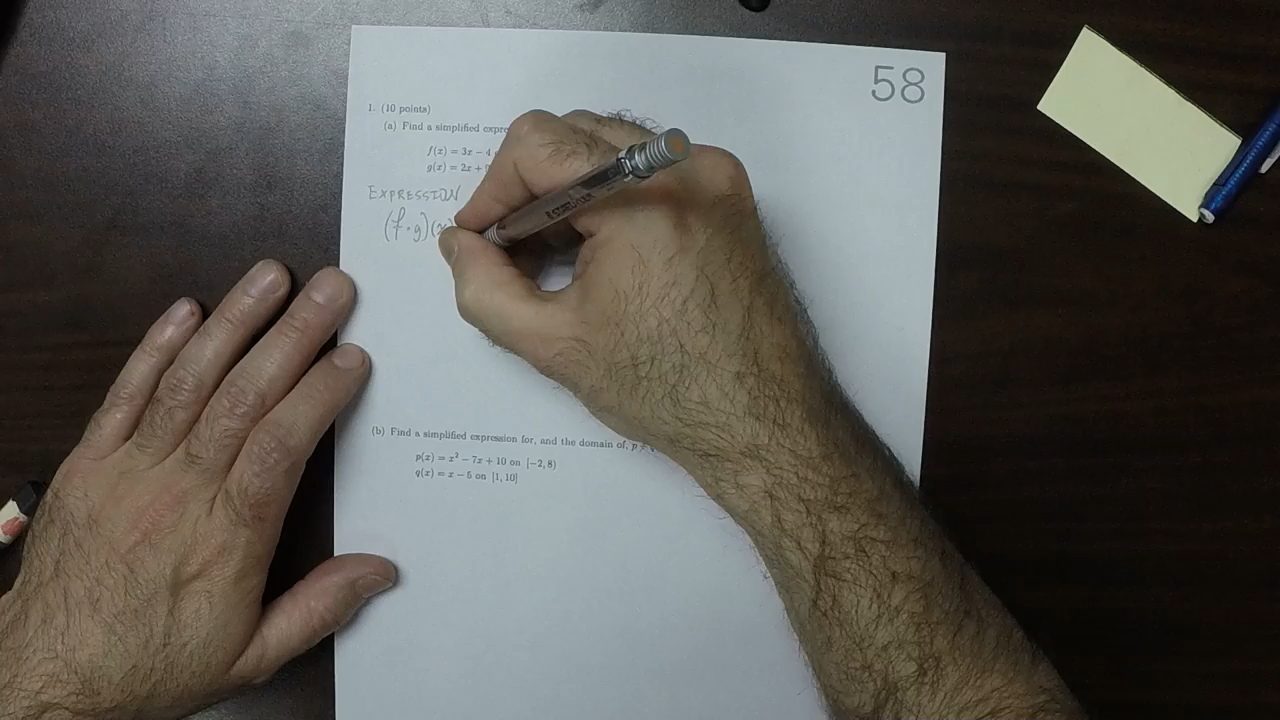 58
1. (10 points)
(a) Find a simplified
f(x) = 3x − 4
g(x) = 2x +
EXPRESSION
(f·g)(x)
(b) Find a simplified expression for, and the domain of, p ÷
p(x) = x² − 7x + 10 on [−2, 8)
q(x) = x − 5 on [1, 10]